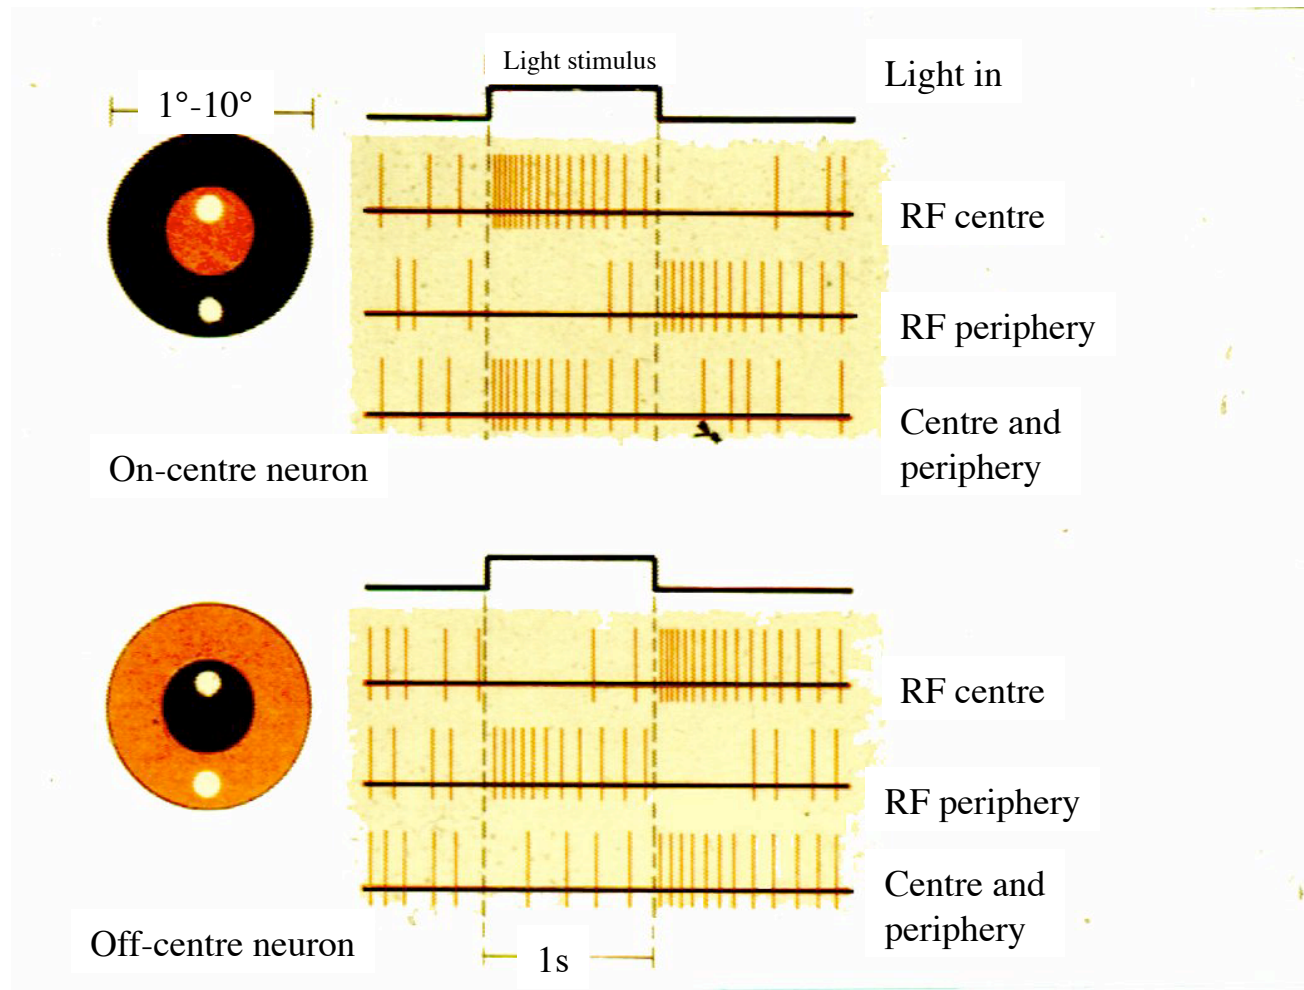 Light stimulus
Light in
1°-10°
RF centre
RF periphery
Centre and
periphery
On-centre neuron
RF centre
RF periphery
Centre and
periphery
Off-centre neuron
1s